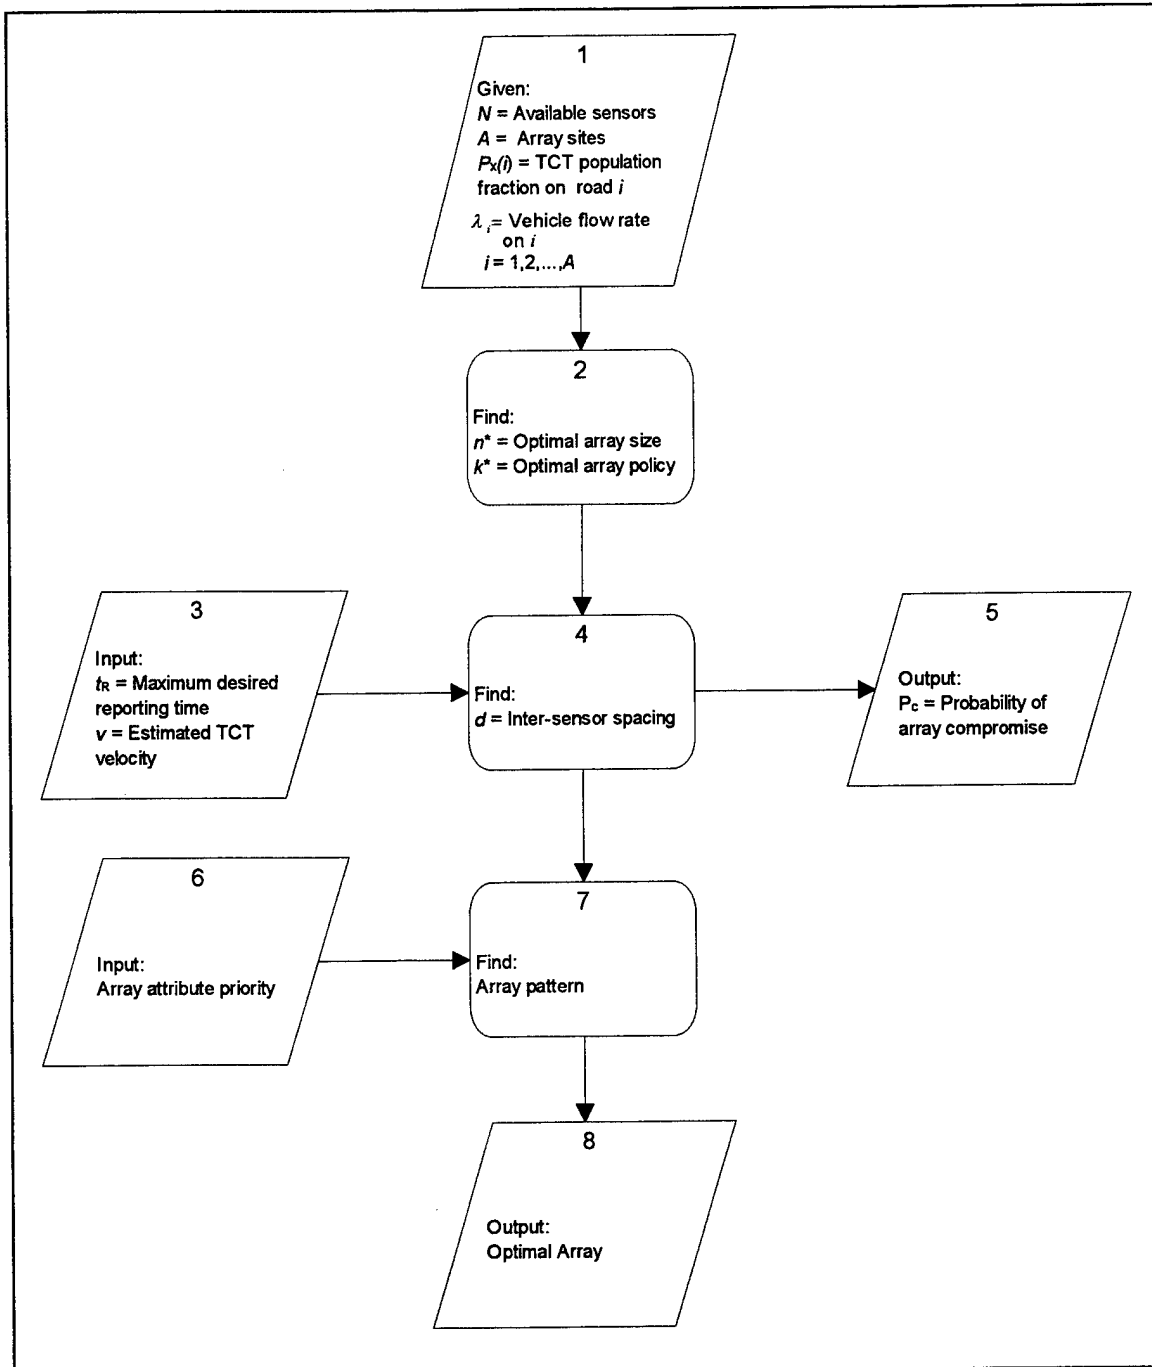 1
Given:
N = Available sensors
A = Array sites
Px(i) = TCT population
fraction on road i
λ i = Vehicle flow rate
on i
i = 1,2,...,A
2
Find:
n* = Optimal array size
k* = Optimal array policy
3
Input:
tR = Maximum desired
reporting time
v = Estimated TCT
velocity
4
Find:
d = Inter-sensor spacing
5
Output:
Pc = Probability of
array compromise
6
Input:
Array attribute priority
7
Find:
Array pattern
8
Output:
Optimal Array